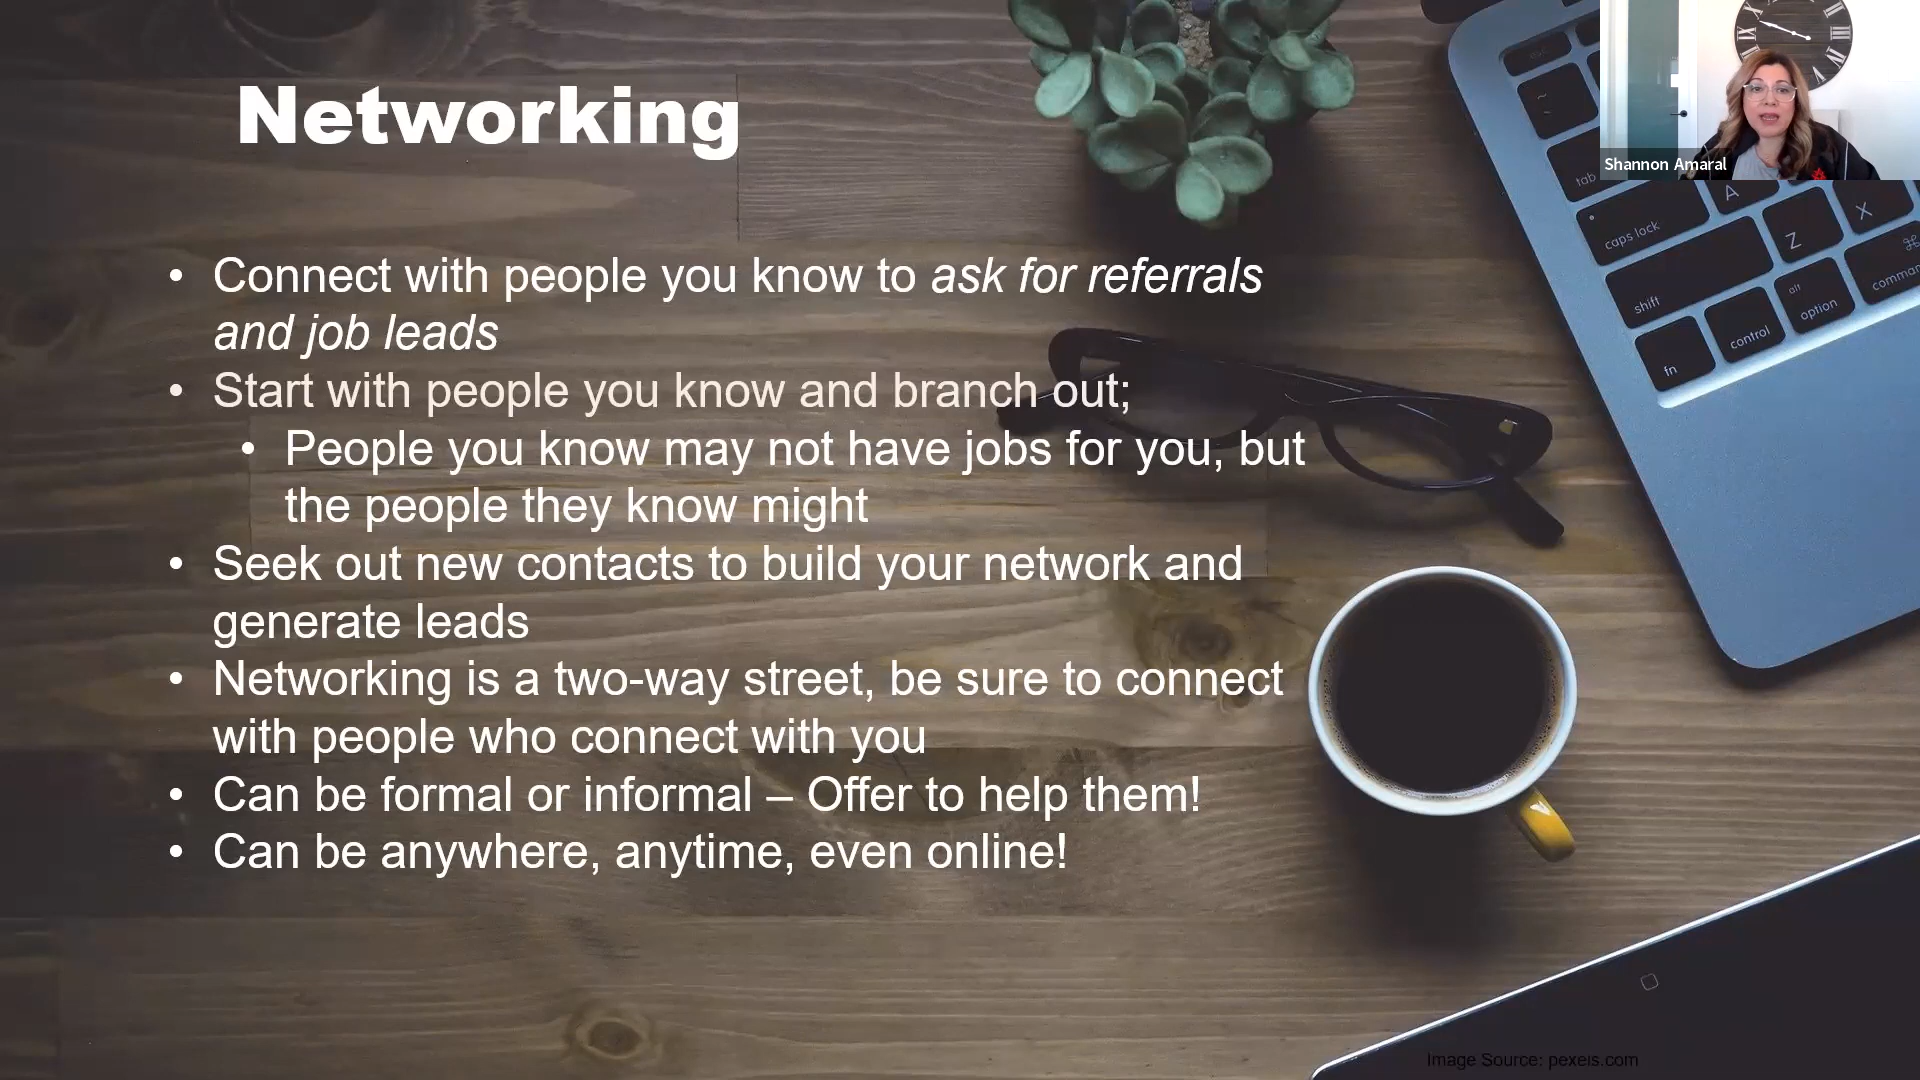 Networking
• Connect with people you know to ask for referrals
and job leads
• Start with people you know and branch out;
• People you know may not have jobs for you, but
the people they know might
• Seek out new contacts to build your network and
generate leads
• Networking is a two-way street, be sure to connect
with people who connect with you
• Can be formal or informal – Offer to help them!
• Can be anywhere, anytime, even online!
Shannon Amaral
tab
A
caps lock
Z
X
shift
alt
option
command
control
fn
Image Source: pexels.com